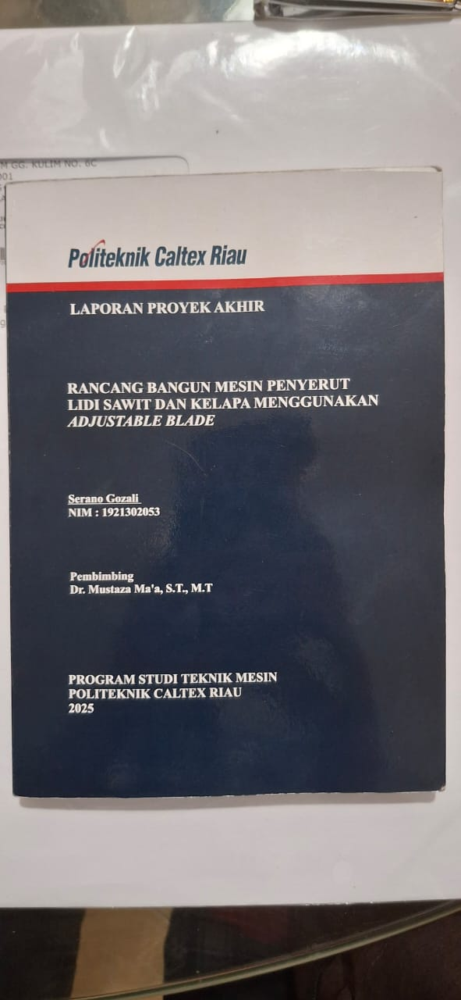 M GG. KULIM NO. 6C
001
Politeknik Caltex Riau
LAPORAN PROYEK AKHIR
RANCANG BANGUN MESIN PENYERUT
LIDI SAWIT DAN KELAPA MENGGUNAKAN
ADJUSTABLE BLADE
Serano Gozali
NIM : 1921302053
Pembimbing
Dr. Mustaza Ma'a, S.T., M.T
PROGRAM STUDI TEKNIK MESIN
POLITEKNIK CALTEX RIAU
2025